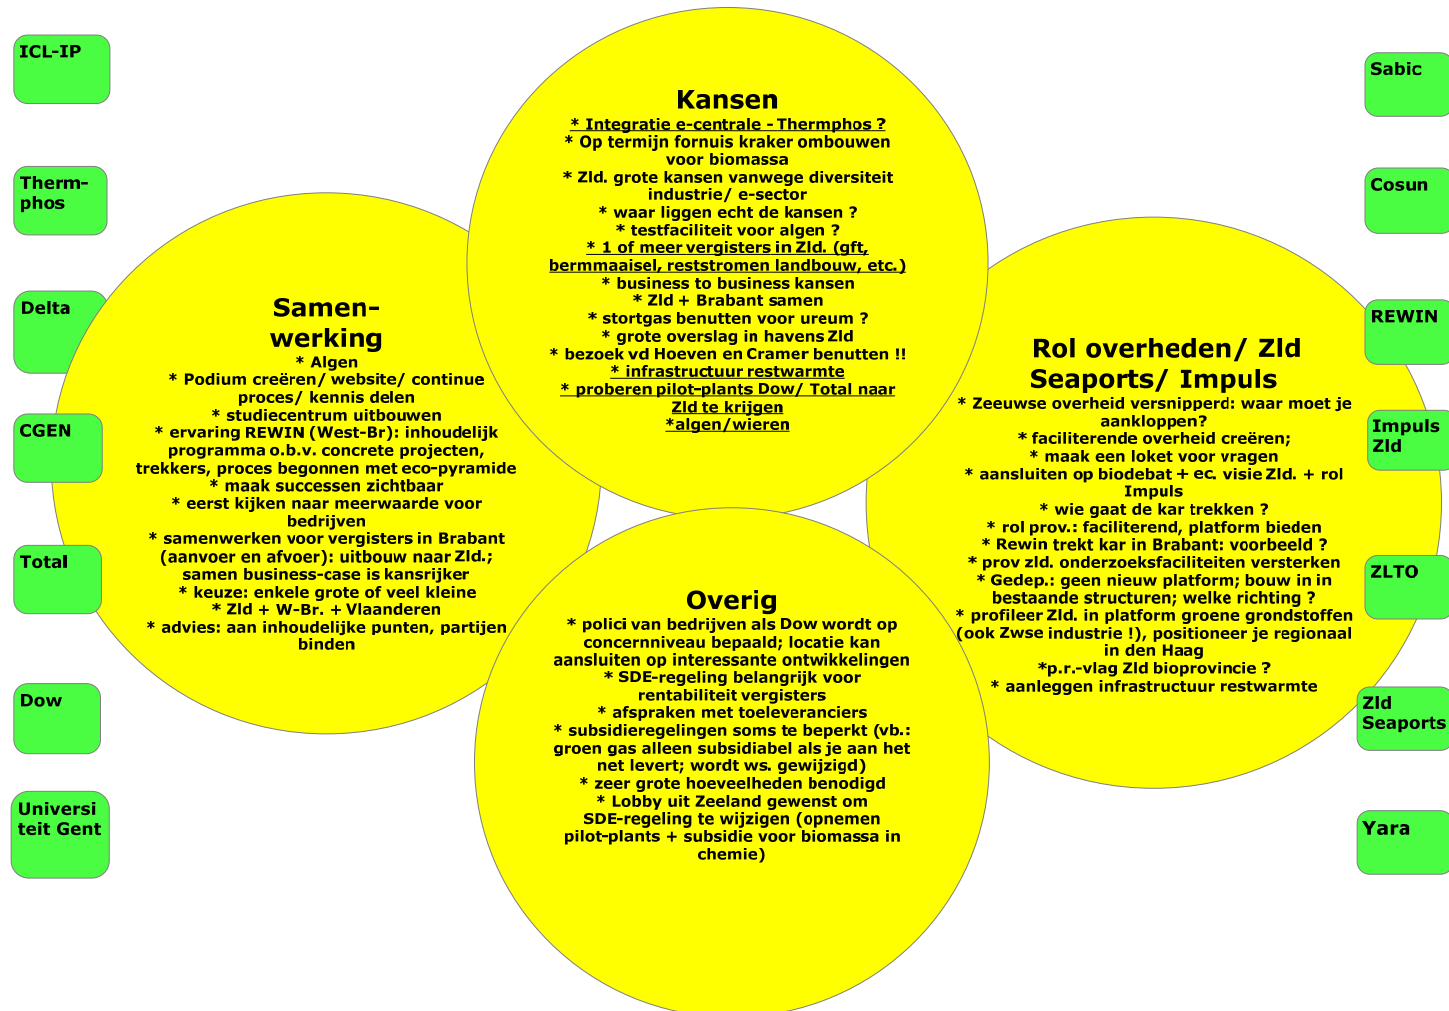 ICL-IP
Therm-
phos
Delta
CGEN
Total
Dow
Universi
teit Gent
Samen-
werking
* Algen
* Podium creëren/ website/ continue
proces/ kennis delen
* studiecentrum uitbouwen
* ervaring REWIN (West-Br): inhoudelijk
programma o.b.v. concrete projecten,
trekkers, proces begonnen met eco-pyramide
* maak successen zichtbaar
* eerst kijken naar meerwaarde voor
bedrijven
* samenwerken voor vergisters in Brabant
(aanvoer en afvoer): uitbouw naar Zld.;
samen business-case is kansrijker
* keuze: enkele grote of veel kleine
* Zld + W-Br. + Vlaanderen
* advies: aan inhoudelijke punten, partijen
binden
Kansen
* Integratie e-centrale - Thermphos ?
* Op termijn fornuis kraker ombouwen
voor biomassa
* Zld. grote kansen vanwege diversiteit
industrie/ e-sector
* waar liggen echt de kansen ?
* testfaciliteit voor algen ?
* 1 of meer vergisters in Zld. (gft,
bermmaaisel, reststromen landbouw, etc.)
* business to business kansen
* Zld + Brabant samen
* stortgas benutten voor ureum ?
* grote overslag in havens Zld
* bezoek vd Hoeven en Cramer benutten !!
* infrastructuur restwarmte
* proberen pilot-plants Dow/ Total naar
Zld te krijgen
*algen/wieren
Overig
* polici van bedrijven als Dow wordt op
concernniveau bepaald; locatie kan
aansluiten op interessante ontwikkelingen
* SDE-regeling belangrijk voor
rentabiliteit vergisters
* afspraken met toeleveranciers
* subsidieregelingen soms te beperkt (vb.:
groen gas alleen subsidiabel als je aan het
net levert; wordt ws. gewijzigd)
* zeer grote hoeveelheden benodigd
* Lobby uit Zeeland gewenst om
SDE-regeling te wijzigen (opnemen
pilot-plants + subsidie voor biomassa in
chemie)
Rol overheden/ Zld
Seaports/ Impuls
* Zeeuwse overheid versnipperd: waar moet je
aankloppen?
* faciliterende overheid creëren;
* maak een loket voor vragen
* aansluiten op biodebat + ec. visie Zld. + rol
Impuls
* wie gaat de kar trekken ?
* rol prov.: faciliterend, platform bieden
* Rewin trekt kar in Brabant: voorbeeld ?
* prov zld. onderzoeksfaciliteiten versterken
* Gedep.: geen nieuw platform; bouw in in
bestaande structuren; welke richting ?
* profileer Zld. in platform groene grondstoffen
(ook Zwse industrie !), positioneer je regionaal
in den Haag
*p.r.-vlag Zld bioprovincie ?
* aanleggen infrastructuur restwarmte
Sabic
Cosun
REWIN
Impuls
Zld
ZLTO
Zld
Seaports
Yara